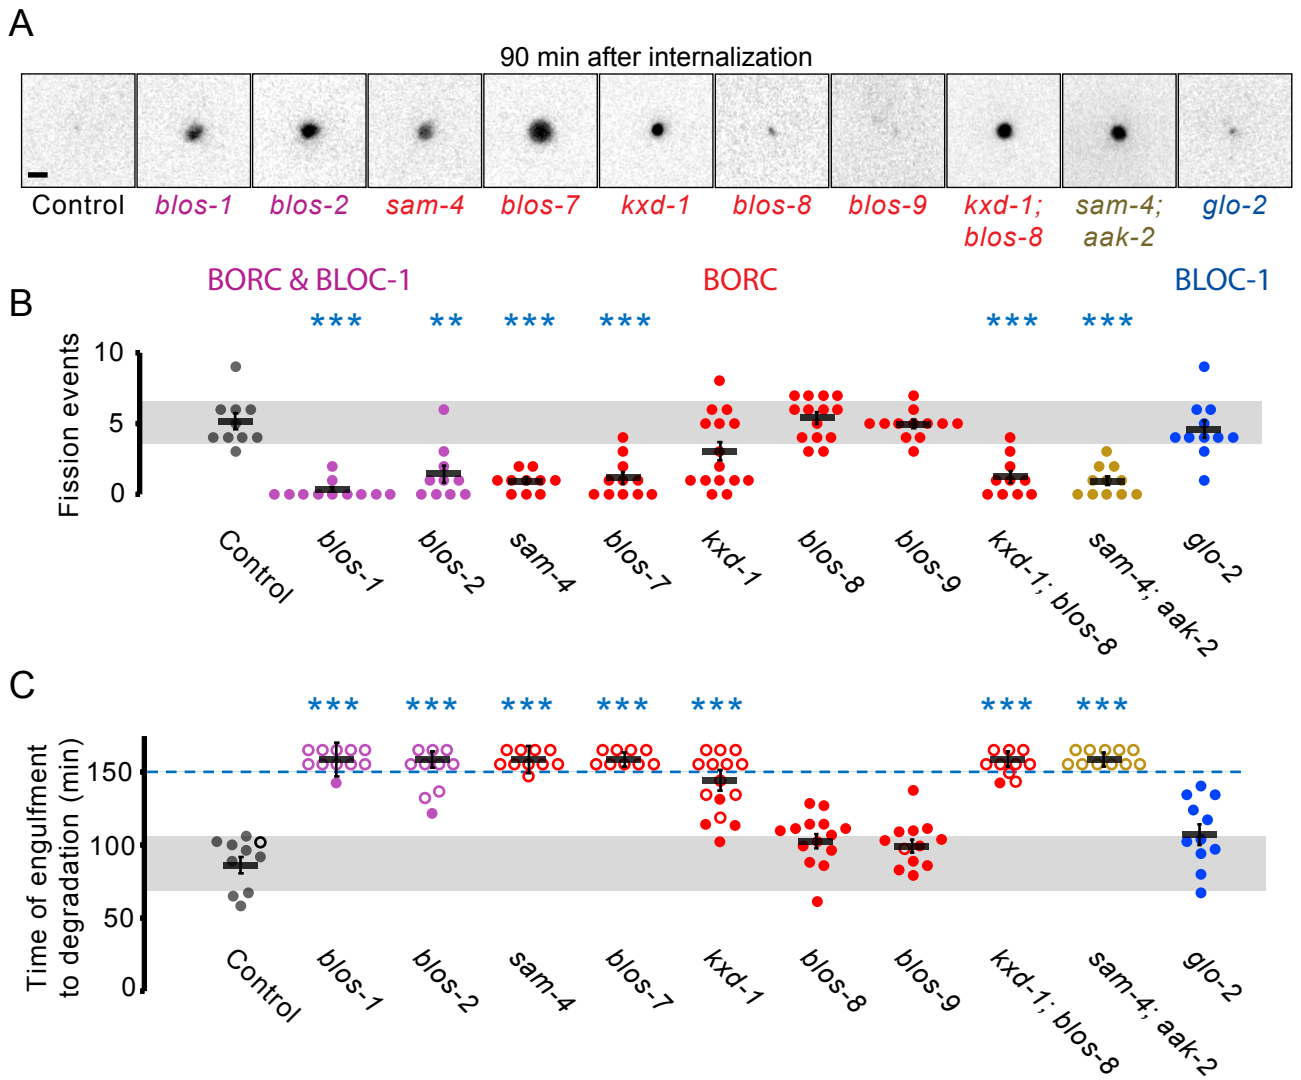 A
90 min after internalization
Control
blos-1
blos-2
sam-4
blos-7
kxd-1
blos-8
blos-9
kxd-1;
blos-8
sam-4;
aak-2
glo-2
BORC & BLOC-1
BORC
BLOC-1
B
*** ** *** *** *** ***
Fission events
10
5
0
Control
blos-1
blos-2
sam-4
blos-7
kxd-1
blos-8
blos-9
kxd-1; blos-8
sam-4; aak-2
glo-2
C
*** *** *** *** *** *** ***
Time of engulfment
to degradation (min)
150
100
50
0
Control
blos-1
blos-2
sam-4
blos-7
kxd-1
blos-8
blos-9
kxd-1; blos-8
sam-4; aak-2
glo-2